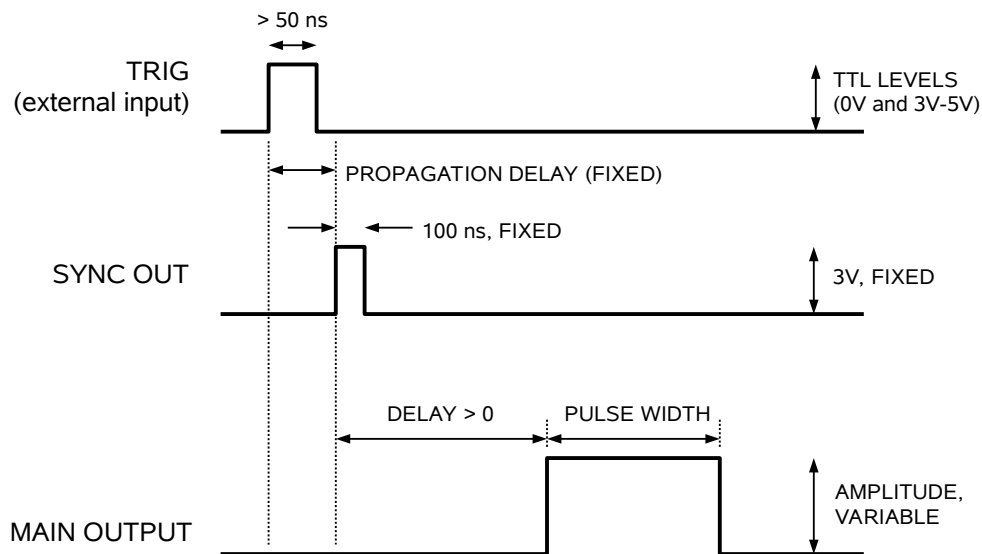 > 50 ns
TRIG
(external input)
TTL LEVELS
(0V and 3V-5V)
PROPAGATION DELAY (FIXED)
100 ns, FIXED
SYNC OUT
3V, FIXED
DELAY > 0
PULSE WIDTH
AMPLITUDE,
VARIABLE
MAIN OUTPUT